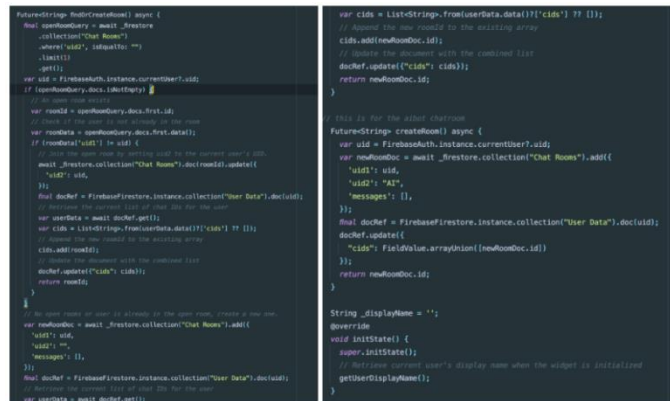 Future<String> findOrCreateRoom() async {
final openRoomQuery = await _firestore
.collection("Chat Rooms")
.where('uid2', isEqualTo: "")
.limit(1)
.get();
var uid = FirebaseAuth.instance.currentUser?.uid;
if (openRoomQuery.docs.isNotEmpty) {
// An open room exists
var roomId = openRoomQuery.docs.first.id;
// Check if the user is not already in the room
var roomData = openRoomQuery.docs.first.data();
if (roomData['uid1'] != uid) {
// Join the open room by setting uid2 to the current user's UID.
await _firestore.collection("Chat Rooms").doc(roomId).update({
'uid2': uid,
});
final docRef = FirebaseFirestore.instance.collection("User Data").doc(uid);
// Retrieve the current list of chat IDs for the user
var userData = await docRef.get();
var cids = List<String>.from(userData.data()?['cids'] ?? []);
// Append the new roomId to the existing array
cids.add(roomId);
// Update the document with the combined list
docRef.update({"cids": cids});
return roomId;
}
}
// No open rooms or user is already in the open room, create a new one.
var newRoomDoc = await _firestore.collection("Chat Rooms").add({
'uid1': uid,
'uid2': "",
'messages': [],
});
final docRef = FirebaseFirestore.instance.collection("User Data").doc(uid);
// Retrieve the current list of chat IDs for the user
var userData = await docRef.get();
var cids = List<String>.from(userData.data()?['cids'] ?? []);
// Append the new roomId to the existing array
cids.add(newRoomDoc.id);
// Update the document with the combined list
docRef.update({"cids": cids});
return newRoomDoc.id;
}
// this is for the aibot chatroom
Future<String> createRoom() async {
var uid = FirebaseAuth.instance.currentUser?.uid;
var newRoomDoc = await _firestore.collection("Chat Rooms").add({
'uid1': uid,
'uid2': "AI",
'messages': [],
});
final docRef = FirebaseFirestore.instance.collection("User Data").doc(uid);
docRef.update({
"cids": FieldValue.arrayUnion([newRoomDoc.id])
});
return newRoomDoc.id;
}
String _displayName = '';
@override
void initState() {
super.initState();
// Retrieve current user's display name when the widget is initialized
getUserDisplayName();
}